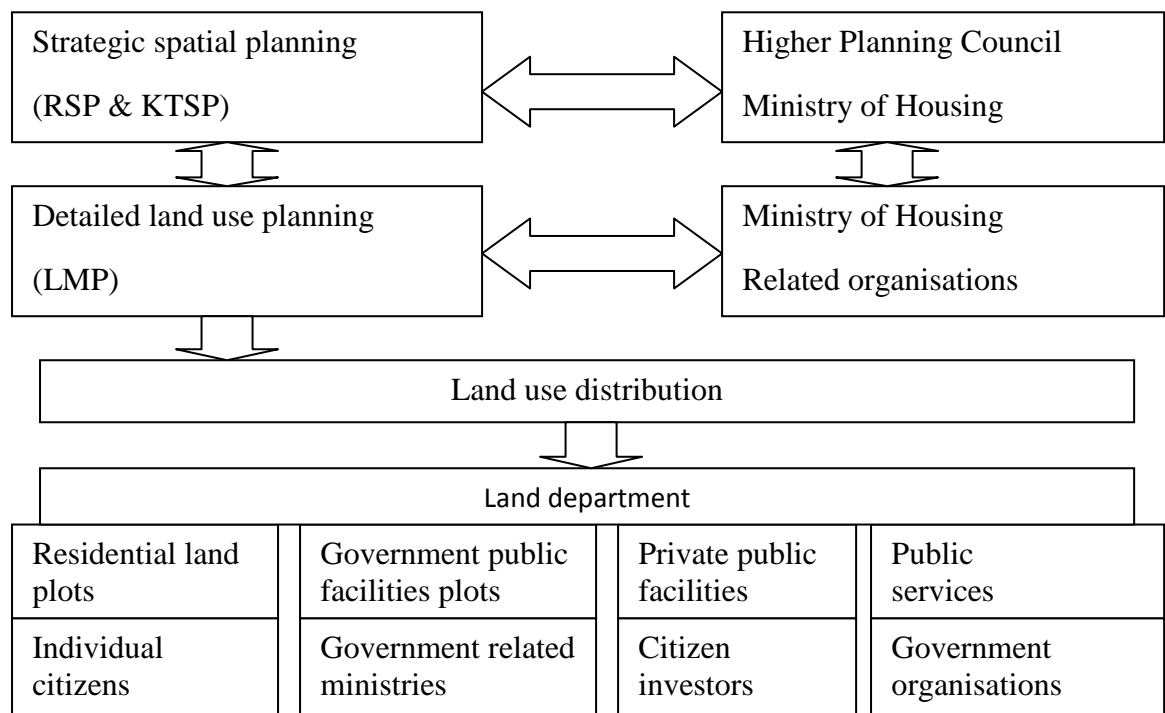 Strategic spatial planning
(RSP & KTSP)
Higher Planning Council
Ministry of Housing
Detailed land use planning
(LMP)
Ministry of Housing
Related organisations
Land use distribution
Land department
Residential land
plots
Government public
facilities plots
Private public
facilities
Public
services
Individual
citizens
Government related
ministries
Citizen
investors
Government
organisations